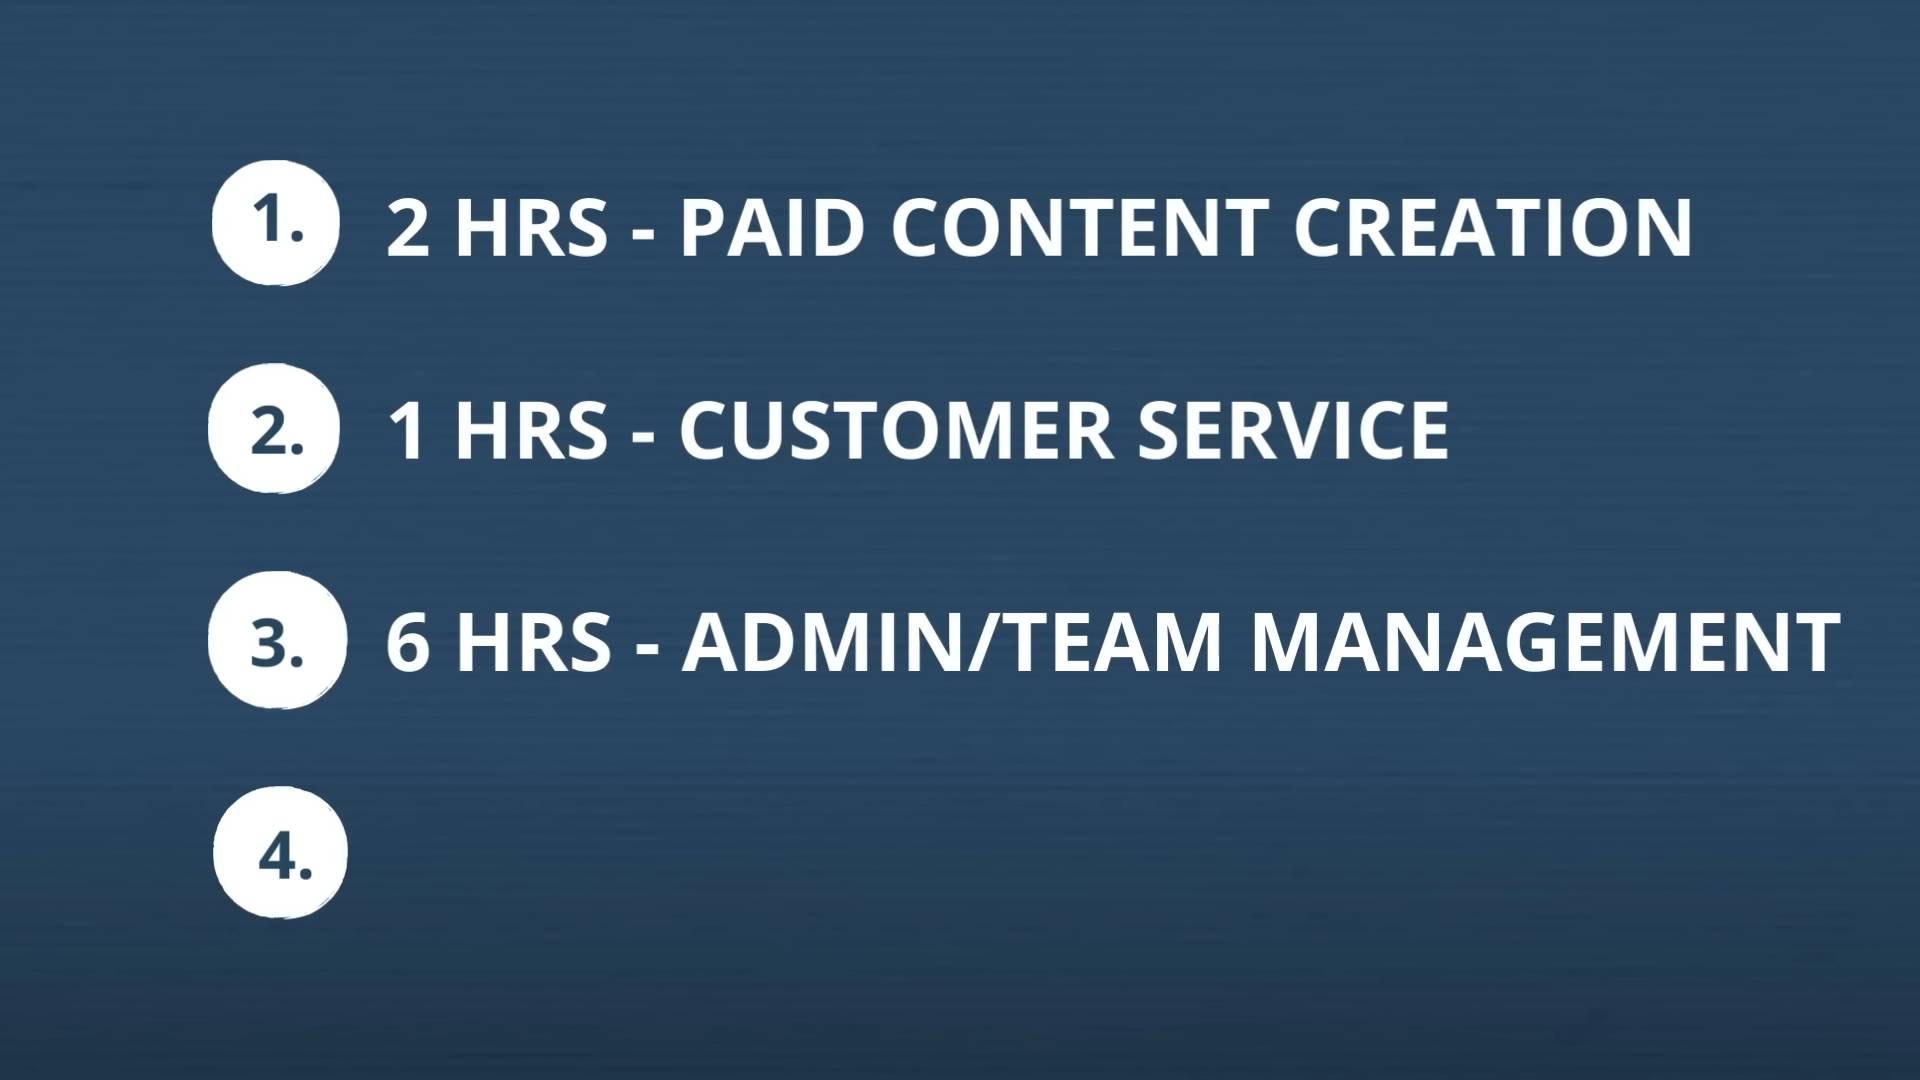 1. 2 HRS - PAID CONTENT CREATION
2. 1 HRS - CUSTOMER SERVICE
3. 6 HRS - ADMIN/TEAM MANAGEMENT
4.